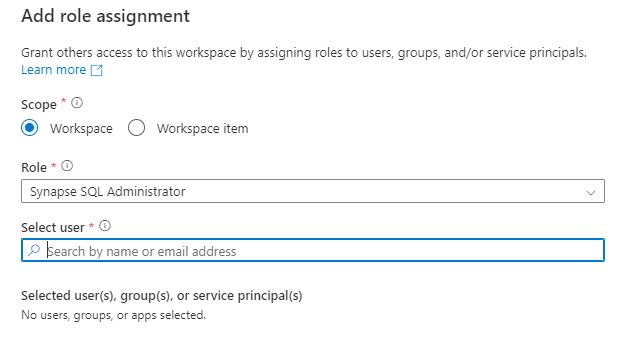 Add role assignment
Grant others access to this workspace by assigning roles to users, groups, and/or service principals.
Learn more
Scope *
Workspace Workspace item
Role *
Synapse SQL Administrator
Select user *
Search by name or email address
Selected user(s), group(s), or service principal(s)
No users, groups, or apps selected.